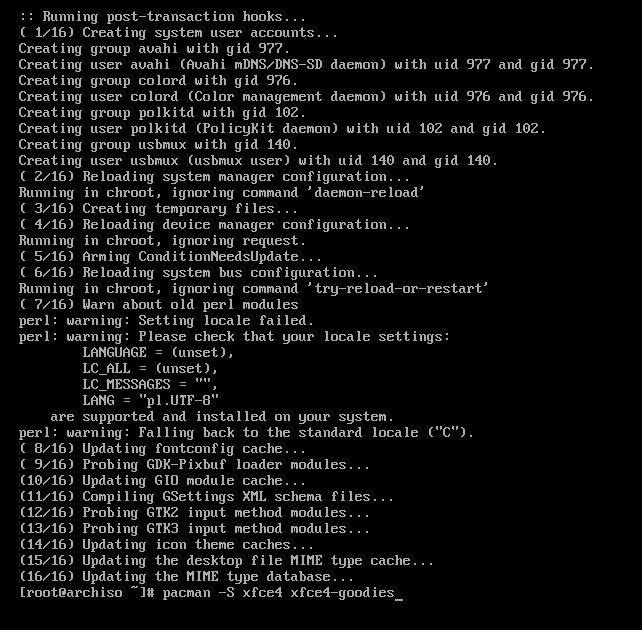 :: Running post-transaction hooks...
( 1/16) Creating system user accounts...
Creating group avahi with gid 977.
Creating user avahi (Avahi mDNS/DNS-SD daemon) with uid 977 and gid 977.
Creating group colord with gid 976.
Creating user colord (Color management daemon) with uid 976 and gid 976.
Creating group polkitd with gid 102.
Creating user polkitd (PolicyKit daemon) with uid 102 and gid 102.
Creating group usbmux with gid 140.
Creating user usbmux (usbmux user) with uid 140 and gid 140.
( 2/16) Reloading system manager configuration...
Running in chroot, ignoring command 'daemon-reload'
( 3/16) Creating temporary files...
( 4/16) Reloading device manager configuration...
Running in chroot, ignoring request.
( 5/16) Arming ConditionNeedsUpdate...
( 6/16) Reloading system bus configuration...
Running in chroot, ignoring command 'try-reload-or-restart'
( 7/16) Warn about old perl modules
perl: warning: Setting locale failed.
perl: warning: Please check that your locale settings:
        LANGUAGE = (unset),
        LC_ALL = (unset),
        LC_MESSAGES = "",
        LANG = "pl.UTF-8"
    are supported and installed on your system.
perl: warning: Falling back to the standard locale ("C").
( 8/16) Updating fontconfig cache...
( 9/16) Probing GDK-Pixbuf loader modules...
(10/16) Updating GIO module cache...
(11/16) Compiling GSettings XML schema files...
(12/16) Probing GTK2 input method modules...
(13/16) Probing GTK3 input method modules...
(14/16) Updating icon theme caches...
(15/16) Updating the desktop file MIME type cache...
(16/16) Updating the MIME type database...
[root@archiso ~]# pacman -S xfce4 xfce4-goodies_